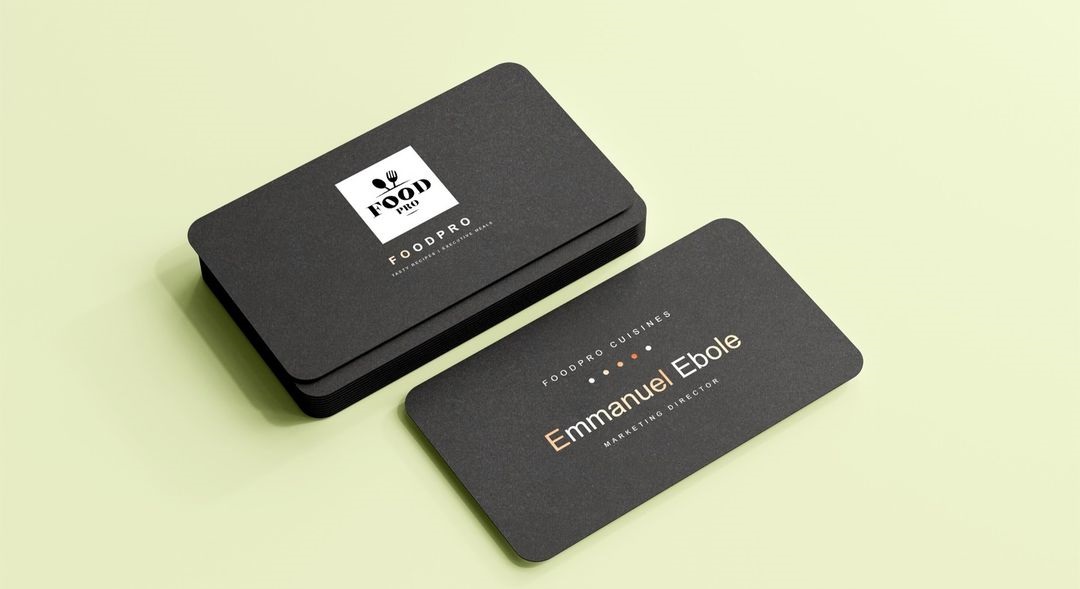 FOOD
PRO
FOODPRO
TASTY RECIPES | EXECUTIVE MEALS
FOODPRO CUISINES
Emmanuel Ebole
MARKETING DIRECTOR